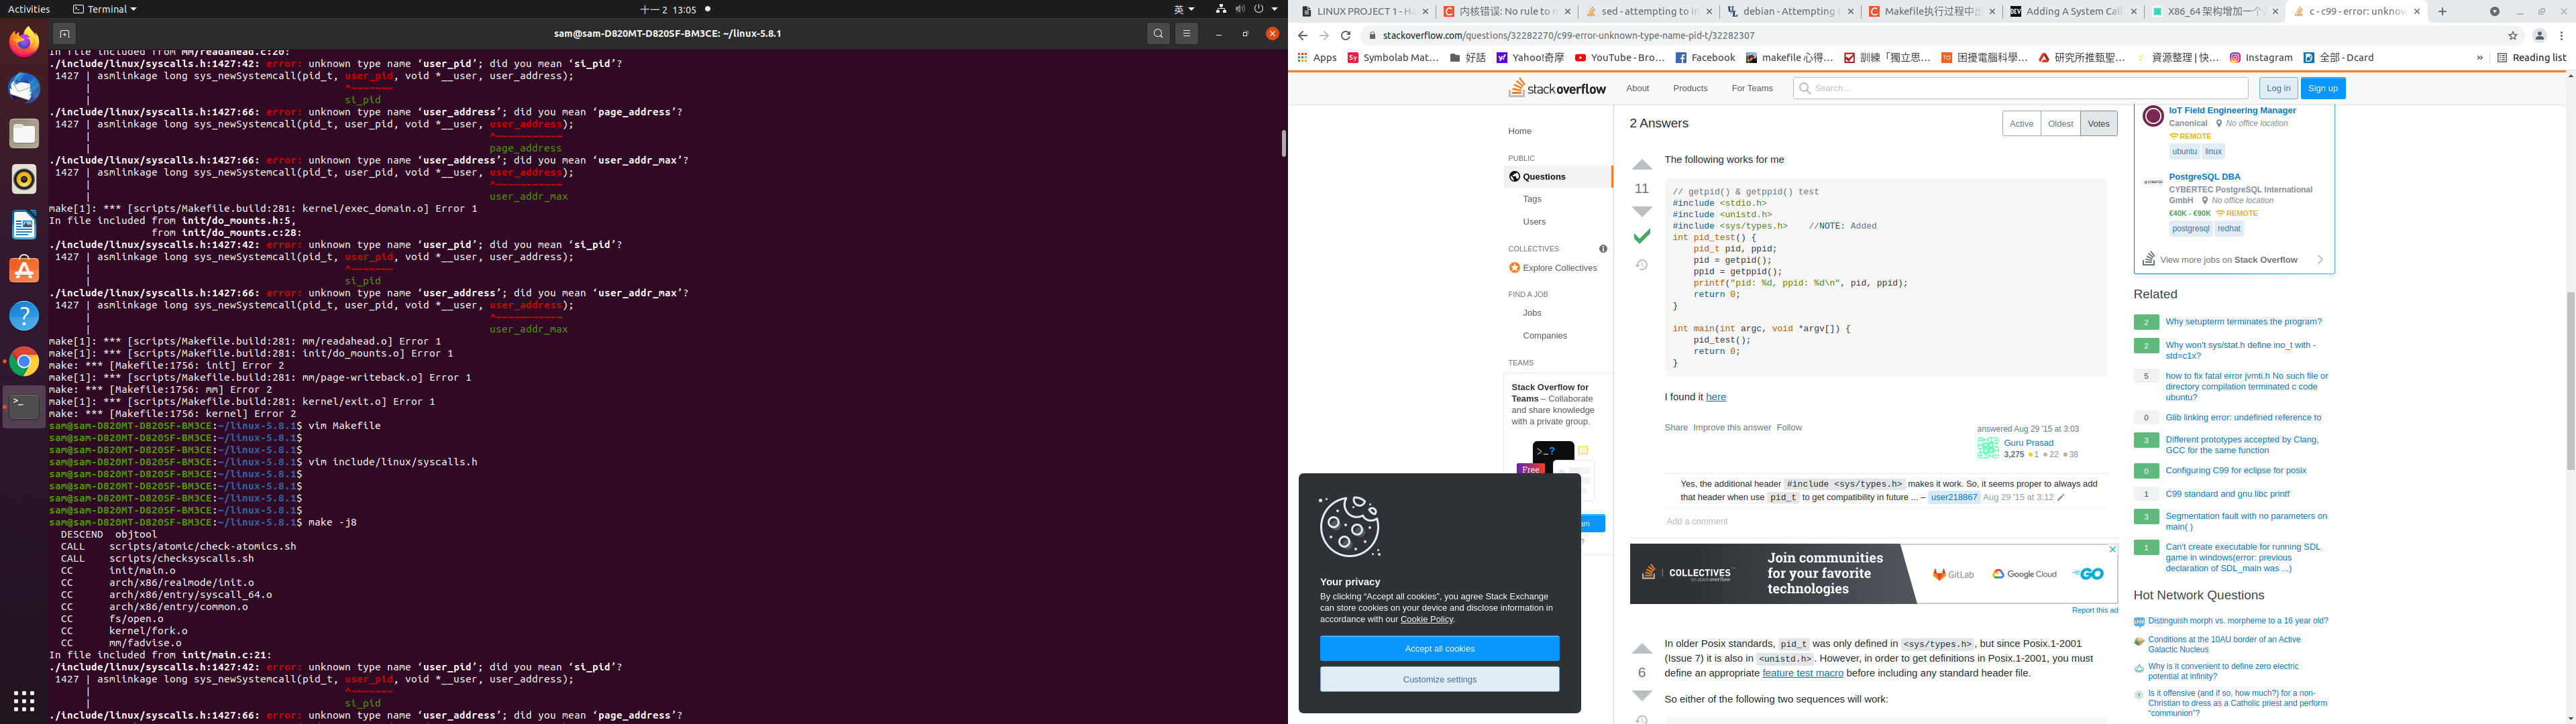 Activities
Terminal
十一 2 13:05
英
sam@sam-D820MT-D820SF-BM3CE: ~/linux-5.8.1
In file included from mm/readahead.c:20:
./include/linux/syscalls.h:1427:42: error: unknown type name ‘user_pid’; did you mean ‘si_pid’?
1427 | asmlinkage long sys_newSystemcall(pid_t, user_pid, void *__user, user_address);
| ^~~~~~~~
| si_pid
./include/linux/syscalls.h:1427:66: error: unknown type name ‘user_address’; did you mean ‘page_address’?
1427 | asmlinkage long sys_newSystemcall(pid_t, user_pid, void *__user, user_address);
| ^~~~~~~~~~~~
| page_address
./include/linux/syscalls.h:1427:66: error: unknown type name ‘user_address’; did you mean ‘user_addr_max’?
1427 | asmlinkage long sys_newSystemcall(pid_t, user_pid, void *__user, user_address);
| ^~~~~~~~~~~~
| user_addr_max
make[1]: *** [scripts/Makefile.build:281: kernel/exec_domain.o] Error 1
In file included from init/do_mounts.h:5,
from init/do_mounts.c:28:
./include/linux/syscalls.h:1427:42: error: unknown type name ‘user_pid’; did you mean ‘si_pid’?
1427 | asmlinkage long sys_newSystemcall(pid_t, user_pid, void *__user, user_address);
| ^~~~~~~~
| si_pid
./include/linux/syscalls.h:1427:66: error: unknown type name ‘user_address’; did you mean ‘user_addr_max’?
1427 | asmlinkage long sys_newSystemcall(pid_t, user_pid, void *__user, user_address);
| ^~~~~~~~~~~~
| user_addr_max
make[1]: *** [scripts/Makefile.build:281: mm/readahead.o] Error 1
make[1]: *** [scripts/Makefile.build:281: init/do_mounts.o] Error 1
make: *** [Makefile:1756: init] Error 2
make[1]: *** [scripts/Makefile.build:281: mm/page-writeback.o] Error 1
make: *** [Makefile:1756: mm] Error 2
make[1]: *** [scripts/Makefile.build:281: kernel/exit.o] Error 1
make: *** [Makefile:1756: kernel] Error 2
sam@sam-D820MT-D820SF-BM3CE:~/linux-5.8.1$ vim Makefile
sam@sam-D820MT-D820SF-BM3CE:~/linux-5.8.1$
sam@sam-D820MT-D820SF-BM3CE:~/linux-5.8.1$
sam@sam-D820MT-D820SF-BM3CE:~/linux-5.8.1$ vim include/linux/syscalls.h
sam@sam-D820MT-D820SF-BM3CE:~/linux-5.8.1$
sam@sam-D820MT-D820SF-BM3CE:~/linux-5.8.1$
sam@sam-D820MT-D820SF-BM3CE:~/linux-5.8.1$
sam@sam-D820MT-D820SF-BM3CE:~/linux-5.8.1$
sam@sam-D820MT-D820SF-BM3CE:~/linux-5.8.1$ make -j8
DESCEND objtool
CALL scripts/atomic/check-atomics.sh
CALL scripts/checksyscalls.sh
CC init/main.o
CC arch/x86/realmode/init.o
CC arch/x86/entry/syscall_64.o
CC arch/x86/entry/common.o
CC fs/open.o
CC kernel/fork.o
CC mm/fadvise.o
In file included from init/main.c:21:
./include/linux/syscalls.h:1427:42: error: unknown type name ‘user_pid’; did you mean ‘si_pid’?
1427 | asmlinkage long sys_newSystemcall(pid_t, user_pid, void *__user, user_address);
| ^~~~~~~~
| si_pid
./include/linux/syscalls.h:1427:66: error: unknown type name ‘user_address’; did you mean ‘page_address’?
LINUX PROJECT 1 - Ha
内核错误: No rule to m
sed - attempting to in
debian - Attempting t
Makefile执行过程中出
Adding A System Call
X86_64 架构增加一个
c - c99 - error: unknow
stackoverflow.com/questions/32282270/c99-error-unknown-type-name-pid-t/32282307
Apps
Symbolab Mat…
好話
Yahoo!奇摩
YouTube - Bro…
Facebook
makefile 心得…
訓練「獨立思…
困擾電腦科學…
研究所推甄聖…
資源整理 | 快…
Instagram
全部 - Dcard
»
Reading list
stack overflow
About
Products
For Teams
Search…
Log in
Sign up
Home
PUBLIC
Questions
Tags
Users
COLLECTIVES
Explore Collectives
FIND A JOB
Jobs
Companies
TEAMS
Stack Overflow for
Teams – Collaborate
and share knowledge
with a private group.
Free
Your privacy
By clicking “Accept all cookies”, you agree Stack Exchange
can store cookies on your device and disclose information in
accordance with our Cookie Policy.
Accept all cookies
Customize settings
2 Answers
Active
Oldest
Votes
11
The following works for me
// getpid() & getppid() test
#include <stdio.h>
#include <unistd.h>
#include <sys/types.h> //NOTE: Added
int pid_test() {
pid_t pid, ppid;
pid = getpid();
ppid = getppid();
printf("pid: %d, ppid: %d\n", pid, ppid);
return 0;
}
int main(int argc, void *argv[]) {
pid_test();
return 0;
}
I found it here
Share Improve this answer Follow
answered Aug 29 '15 at 3:03
Guru Prasad
3,275 1 22 38
Yes, the additional header #include <sys/types.h> makes it work. So, it seems proper to always add
that header when use pid_t to get compatibility in future ... – user218867 Aug 29 '15 at 3:12
Add a comment
COLLECTIVES
on stack overflow
Join communities
for your favorite
technologies
GitLab
Google Cloud
GO
Report this ad
6
In older Posix standards, pid_t was only defined in <sys/types.h>, but since Posix.1-2001
(Issue 7) it is also in <unistd.h>. However, in order to get definitions in Posix.1-2001, you must
define an appropriate feature test macro before including any standard header file.
So either of the following two sequences will work:
IoT Field Engineering Manager
Canonical No office location
REMOTE
ubuntu linux
PostgreSQL DBA
CYBERTEC PostgreSQL International
GmbH No office location
€40K - €90K REMOTE
postgresql redhat
View more jobs on Stack Overflow
Related
2 Why setupterm terminates the program?
2 Why won't sys/stat.h define ino_t with -
std=c1x?
5 how to fix fatal error jvmti.h No such file or
directory compilation terminated c code
ubuntu?
0 Glib linking error: undefined reference to
3 Different prototypes accepted by Clang,
GCC for the same function
0 Configuring C99 for eclipse for posix
1 C99 standard and gnu libc printf
3 Segmentation fault with no parameters on
main( )
1 Can't create executable for running SDL
game in windows(error: previous
declaration of SDL_main was ...)
Hot Network Questions
Distinguish morph vs. morpheme to a 16 year old?
Conditions at the 10AU border of an Active
Galactic Nucleus
Why is it convenient to define zero electric
potential at infinity?
Is it offensive (and if so, how much?) for a non-
Christian to dress as a Catholic priest and perform
“communion”?